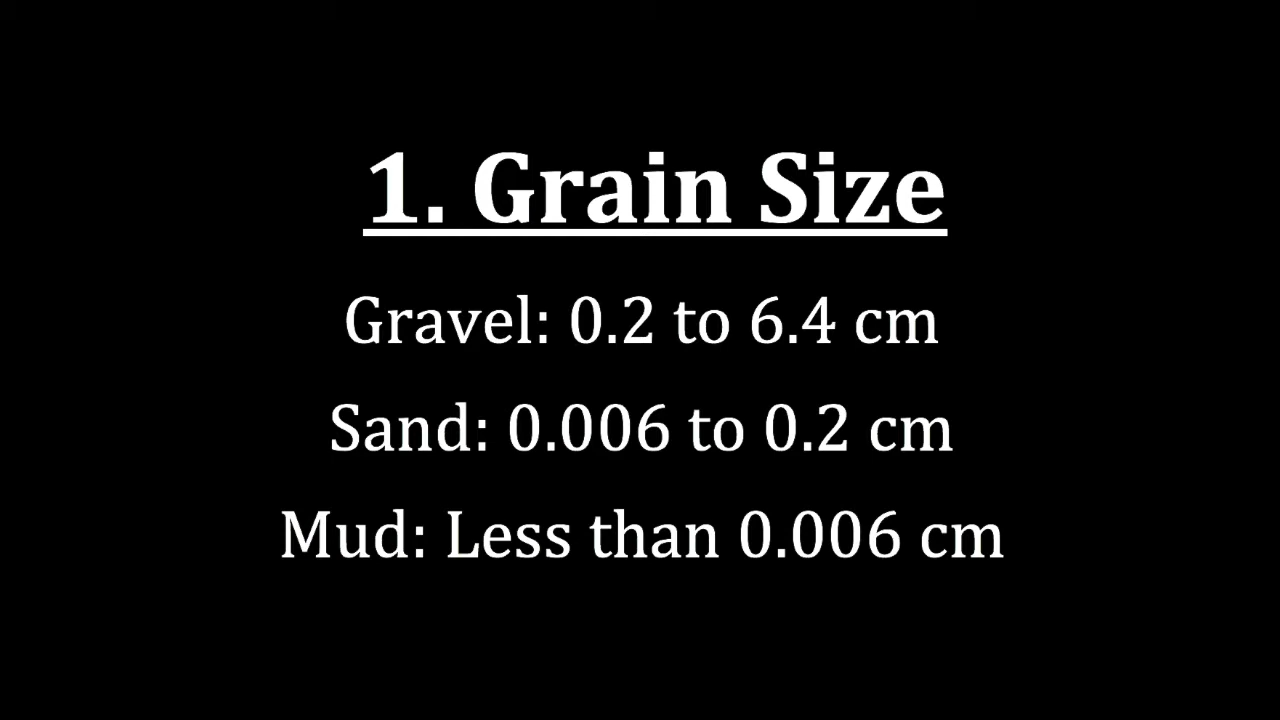 1. Grain Size
Gravel: 0.2 to 6.4 cm
Sand: 0.006 to 0.2 cm
Mud: Less than 0.006 cm